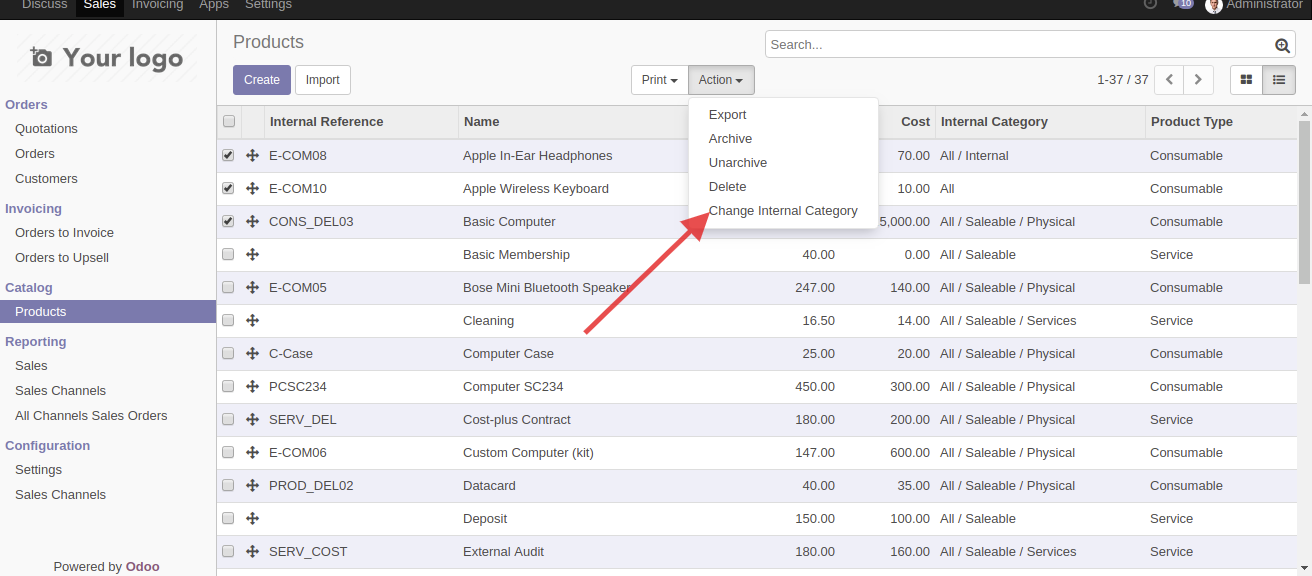 Discuss Sales Invoicing Apps Settings 10 Administrator
Your logo
Products
Search...
Create Import
Print Action
1-37 / 37
Orders
Quotations
Orders
Customers
Invoicing
Orders to Invoice
Orders to Upsell
Catalog
Products
Reporting
Sales
Sales Channels
All Channels Sales Orders
Configuration
Settings
Sales Channels
Powered by Odoo
Export
Archive
Unarchive
Delete
Change Internal Category
Internal Reference Name Cost Internal Category Product Type
E-COM08 Apple In-Ear Headphones 70.00 All / Internal Consumable
E-COM10 Apple Wireless Keyboard 10.00 All Consumable
CONS_DEL03 Basic Computer 5,000.00 All / Saleable / Physical Consumable
Basic Membership 40.00 0.00 All / Saleable Service
E-COM05 Bose Mini Bluetooth Speaker 247.00 140.00 All / Saleable / Physical Consumable
Cleaning 16.50 14.00 All / Saleable / Services Service
C-Case Computer Case 25.00 20.00 All / Saleable / Physical Consumable
PCSC234 Computer SC234 450.00 300.00 All / Saleable / Physical Consumable
SERV_DEL Cost-plus Contract 180.00 200.00 All / Saleable / Physical Service
E-COM06 Custom Computer (kit) 147.00 600.00 All / Saleable / Physical Consumable
PROD_DEL02 Datacard 40.00 35.00 All / Saleable / Physical Consumable
Deposit 150.00 100.00 All / Saleable Service
SERV_COST External Audit 180.00 160.00 All / Saleable / Services Service